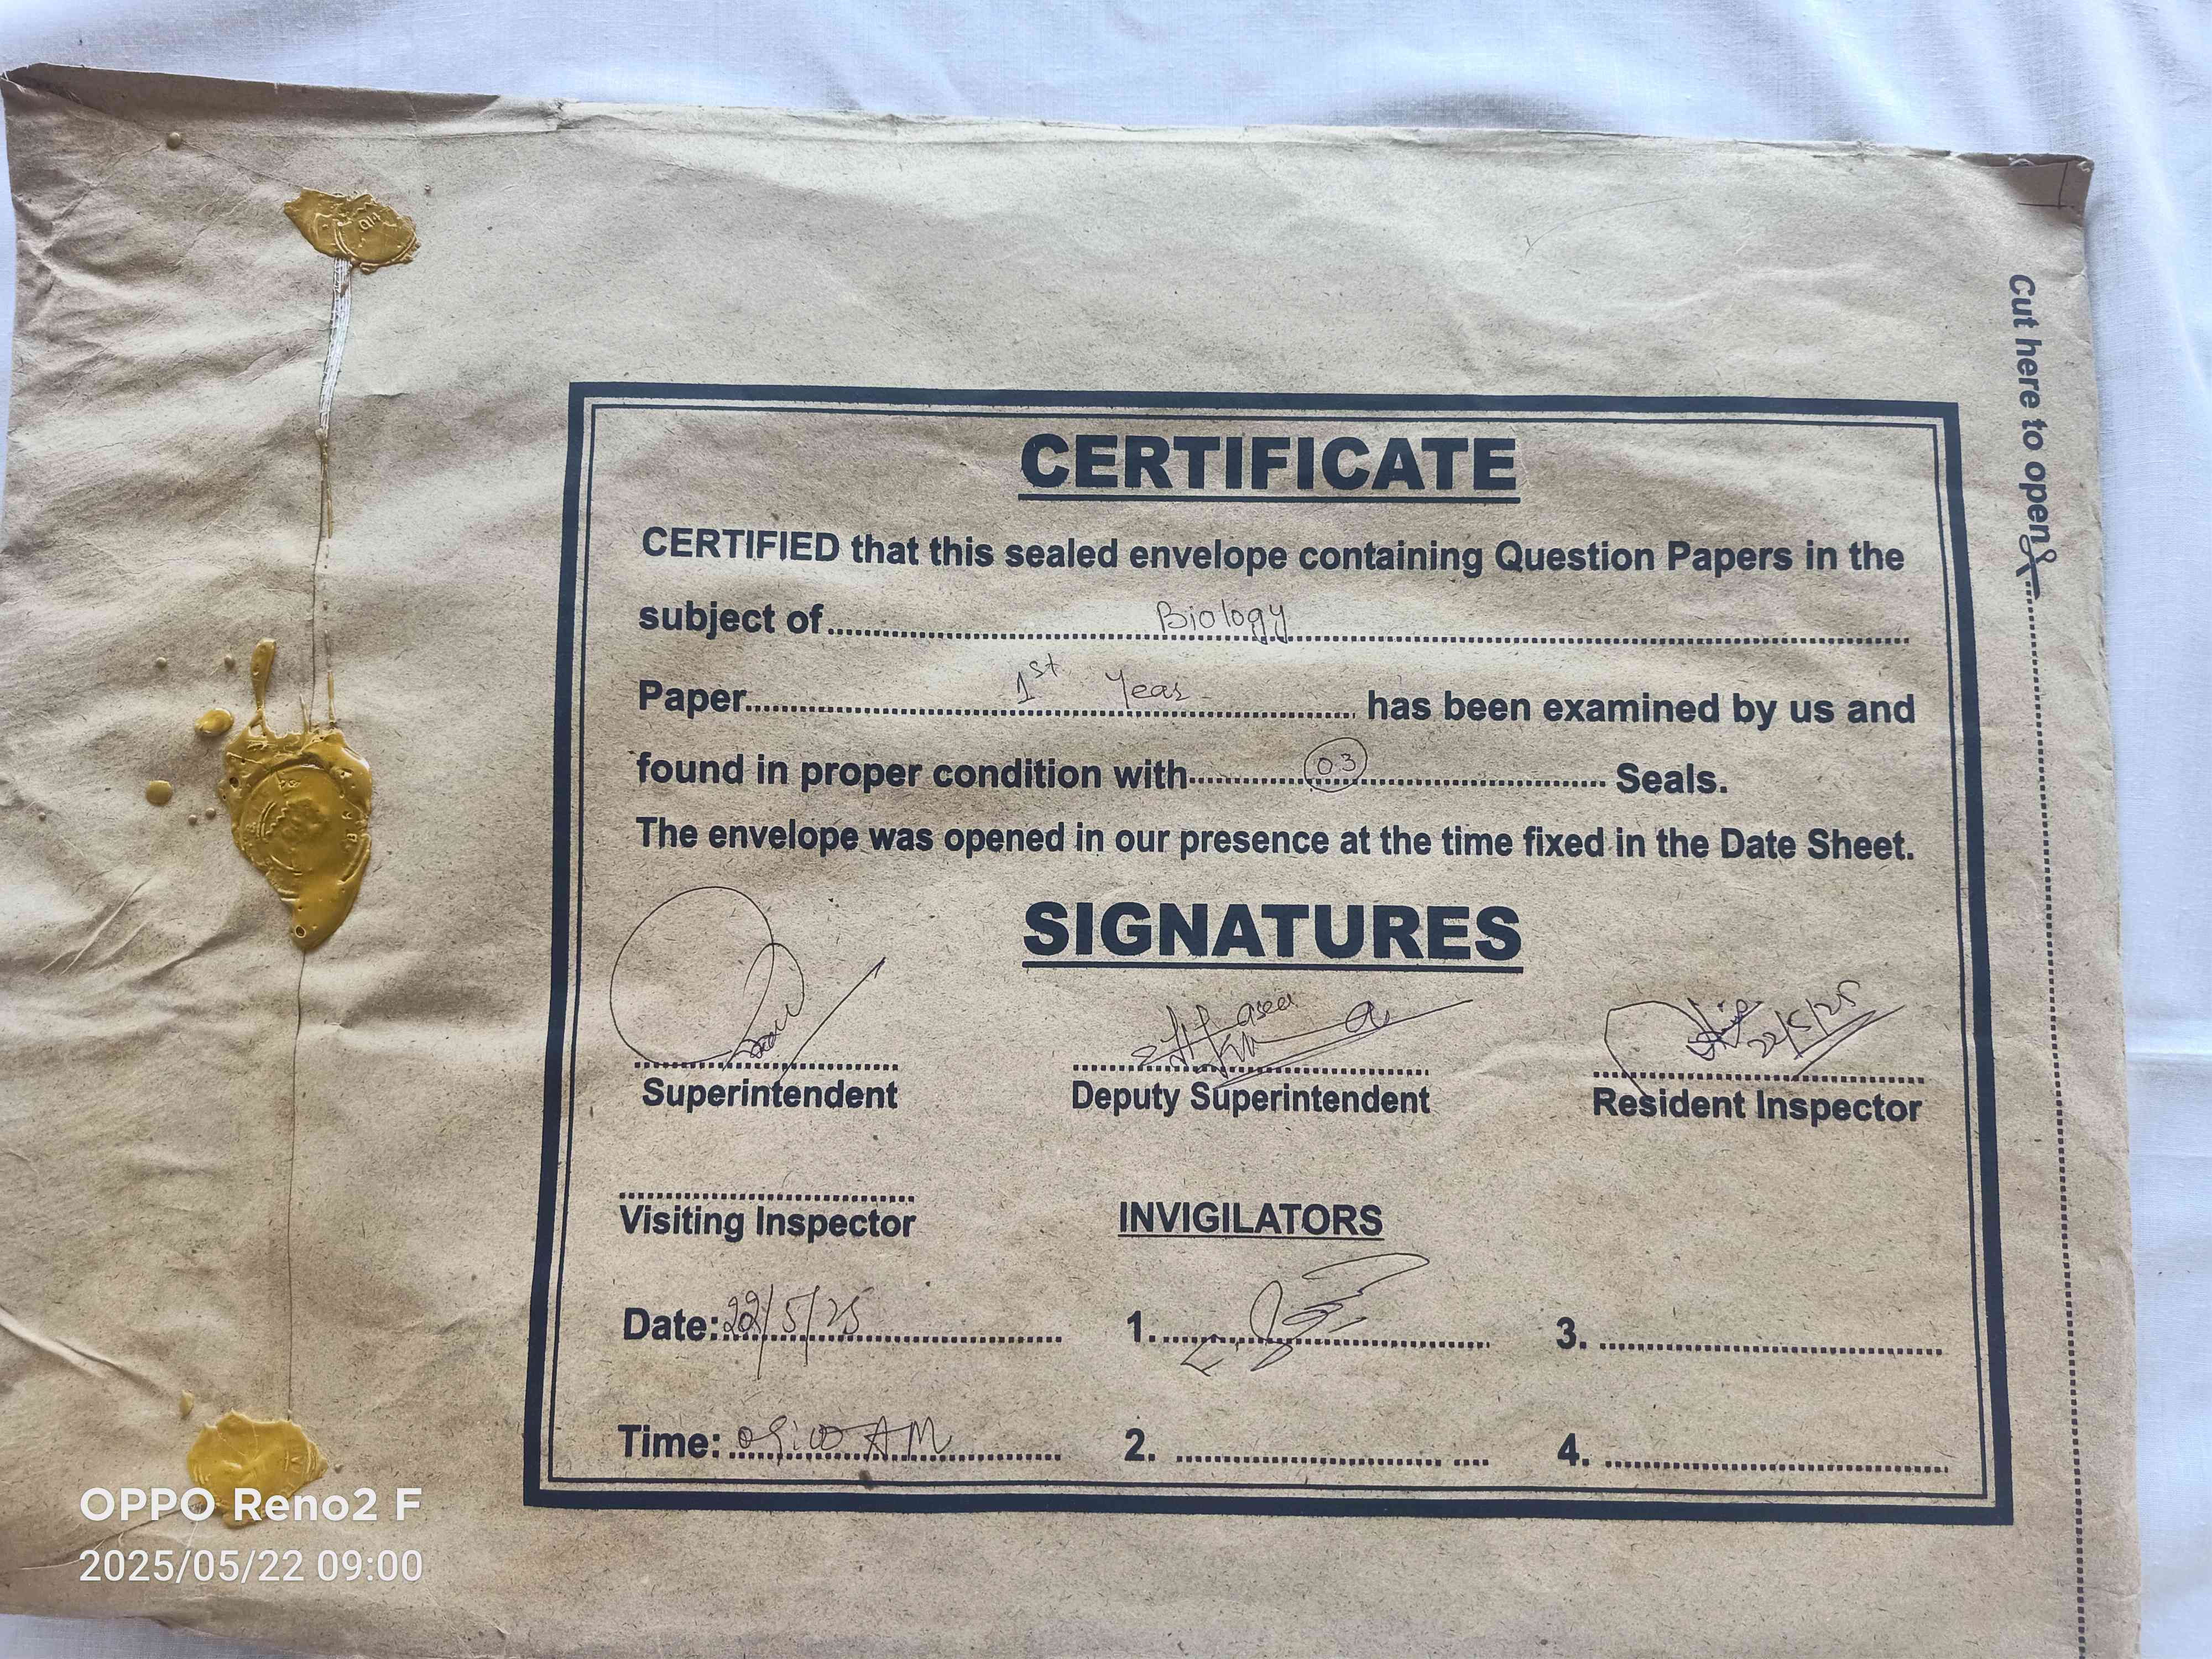 Cut here to open
CERTIFICATE
CERTIFIED that this sealed envelope containing Question Papers in the
subject of Biology
Paper 1st Year has been examined by us and
found in proper condition with 03 Seals.
The envelope was opened in our presence at the time fixed in the Date Sheet.
SIGNATURES
22/5/25
Superintendent Deputy Superintendent Resident Inspector
Visiting Inspector INVIGILATORS
Date: 22/5/25 1. 3.
Time: 09:00 AM 2. 4.
OPPO Reno2 F
2025/05/22 09:00